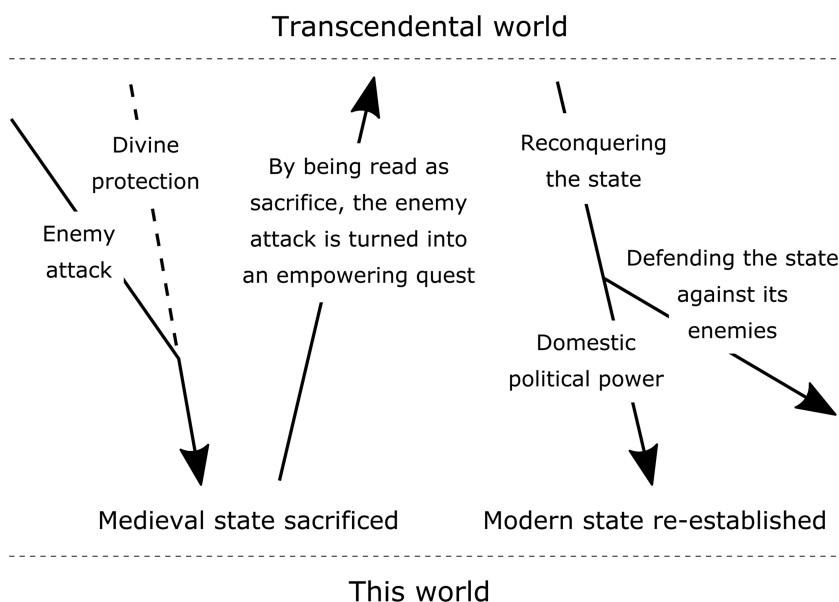 Transcendental world
Divine
protection
Enemy
attack
By being read as
sacrifice, the enemy
attack is turned into
an empowering quest
Reconquering
the state
Defending the state
against its
enemies
Domestic
political power
Medieval state sacrificed
Modern state re-established
This world